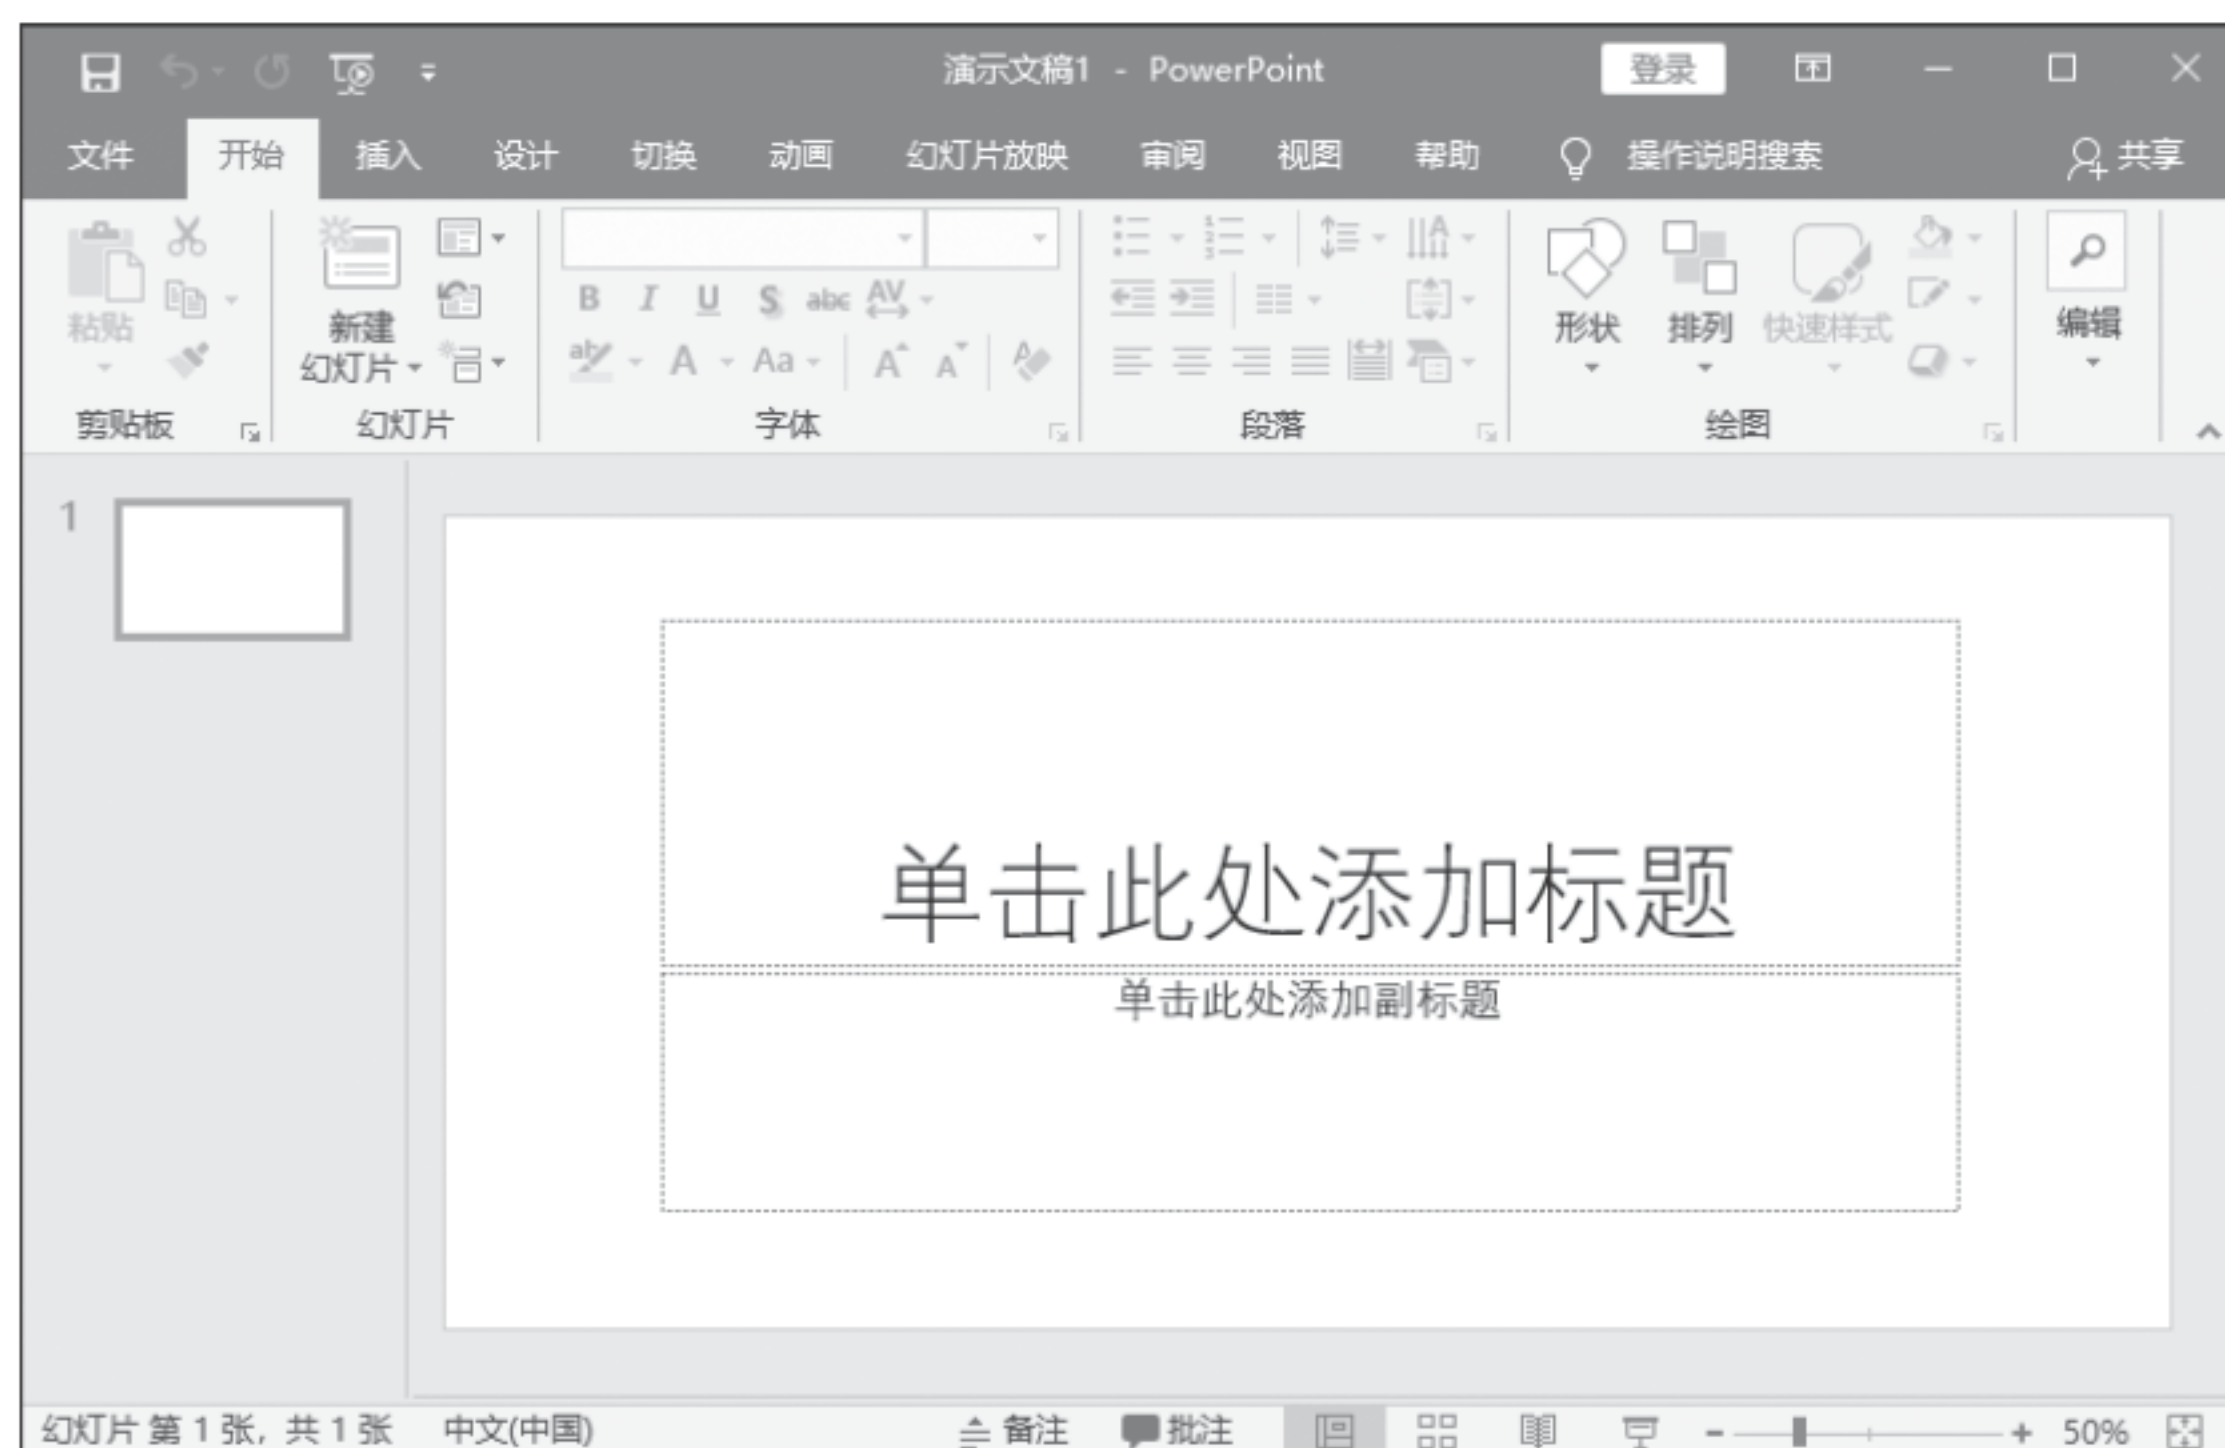 演示文稿1 - PowerPoint 登录
文件 开始 插入 设计 切换 动画 幻灯片放映 审阅 视图 帮助 操作说明搜索 共享
粘贴
新建
幻灯片
B I U S abc AV
aby A Aa A A A
形状 排列 快速样式 编辑
剪贴板 幻灯片 字体 段落 绘图
1
单击此处添加标题
单击此处添加副标题
幻灯片 第 1 张, 共 1 张 中文(中国) 备注 批注 50%